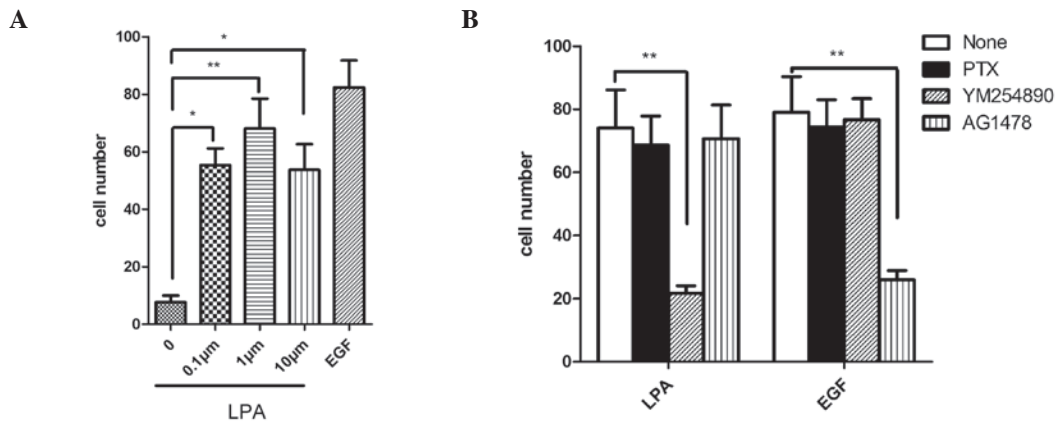 A
cell number
100
80
60
40
20
0
*
**
*
0
0.1µm
1µm
10µm
EGF
LPA
B
cell number
100
80
60
40
20
0
**
**
LPA
EGF
None
PTX
YM254890
AG1478